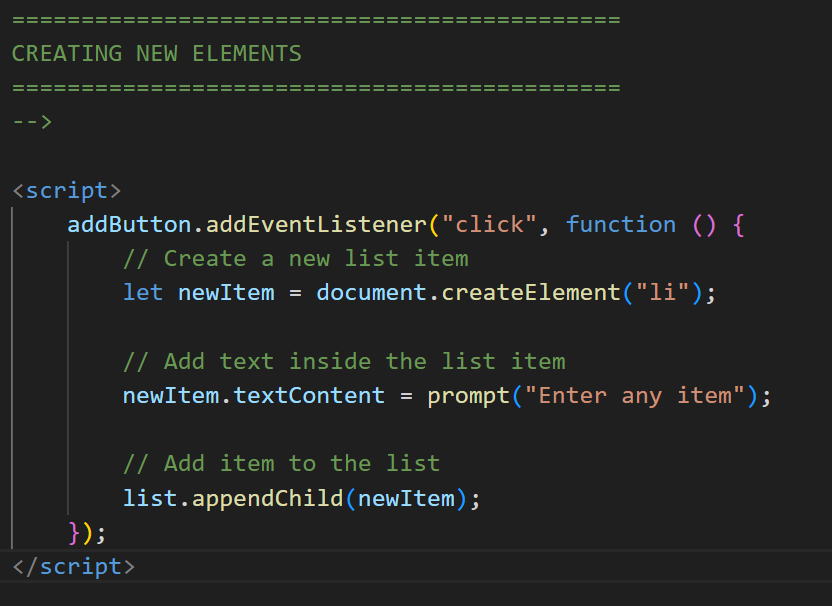 ============================================
CREATING NEW ELEMENTS
============================================
-->
<script>
    addButton.addEventListener("click", function () {
        // Create a new list item
        let newItem = document.createElement("li");
        // Add text inside the list item
        newItem.textContent = prompt("Enter any item");
        // Add item to the list
        list.appendChild(newItem);
    });
</script>